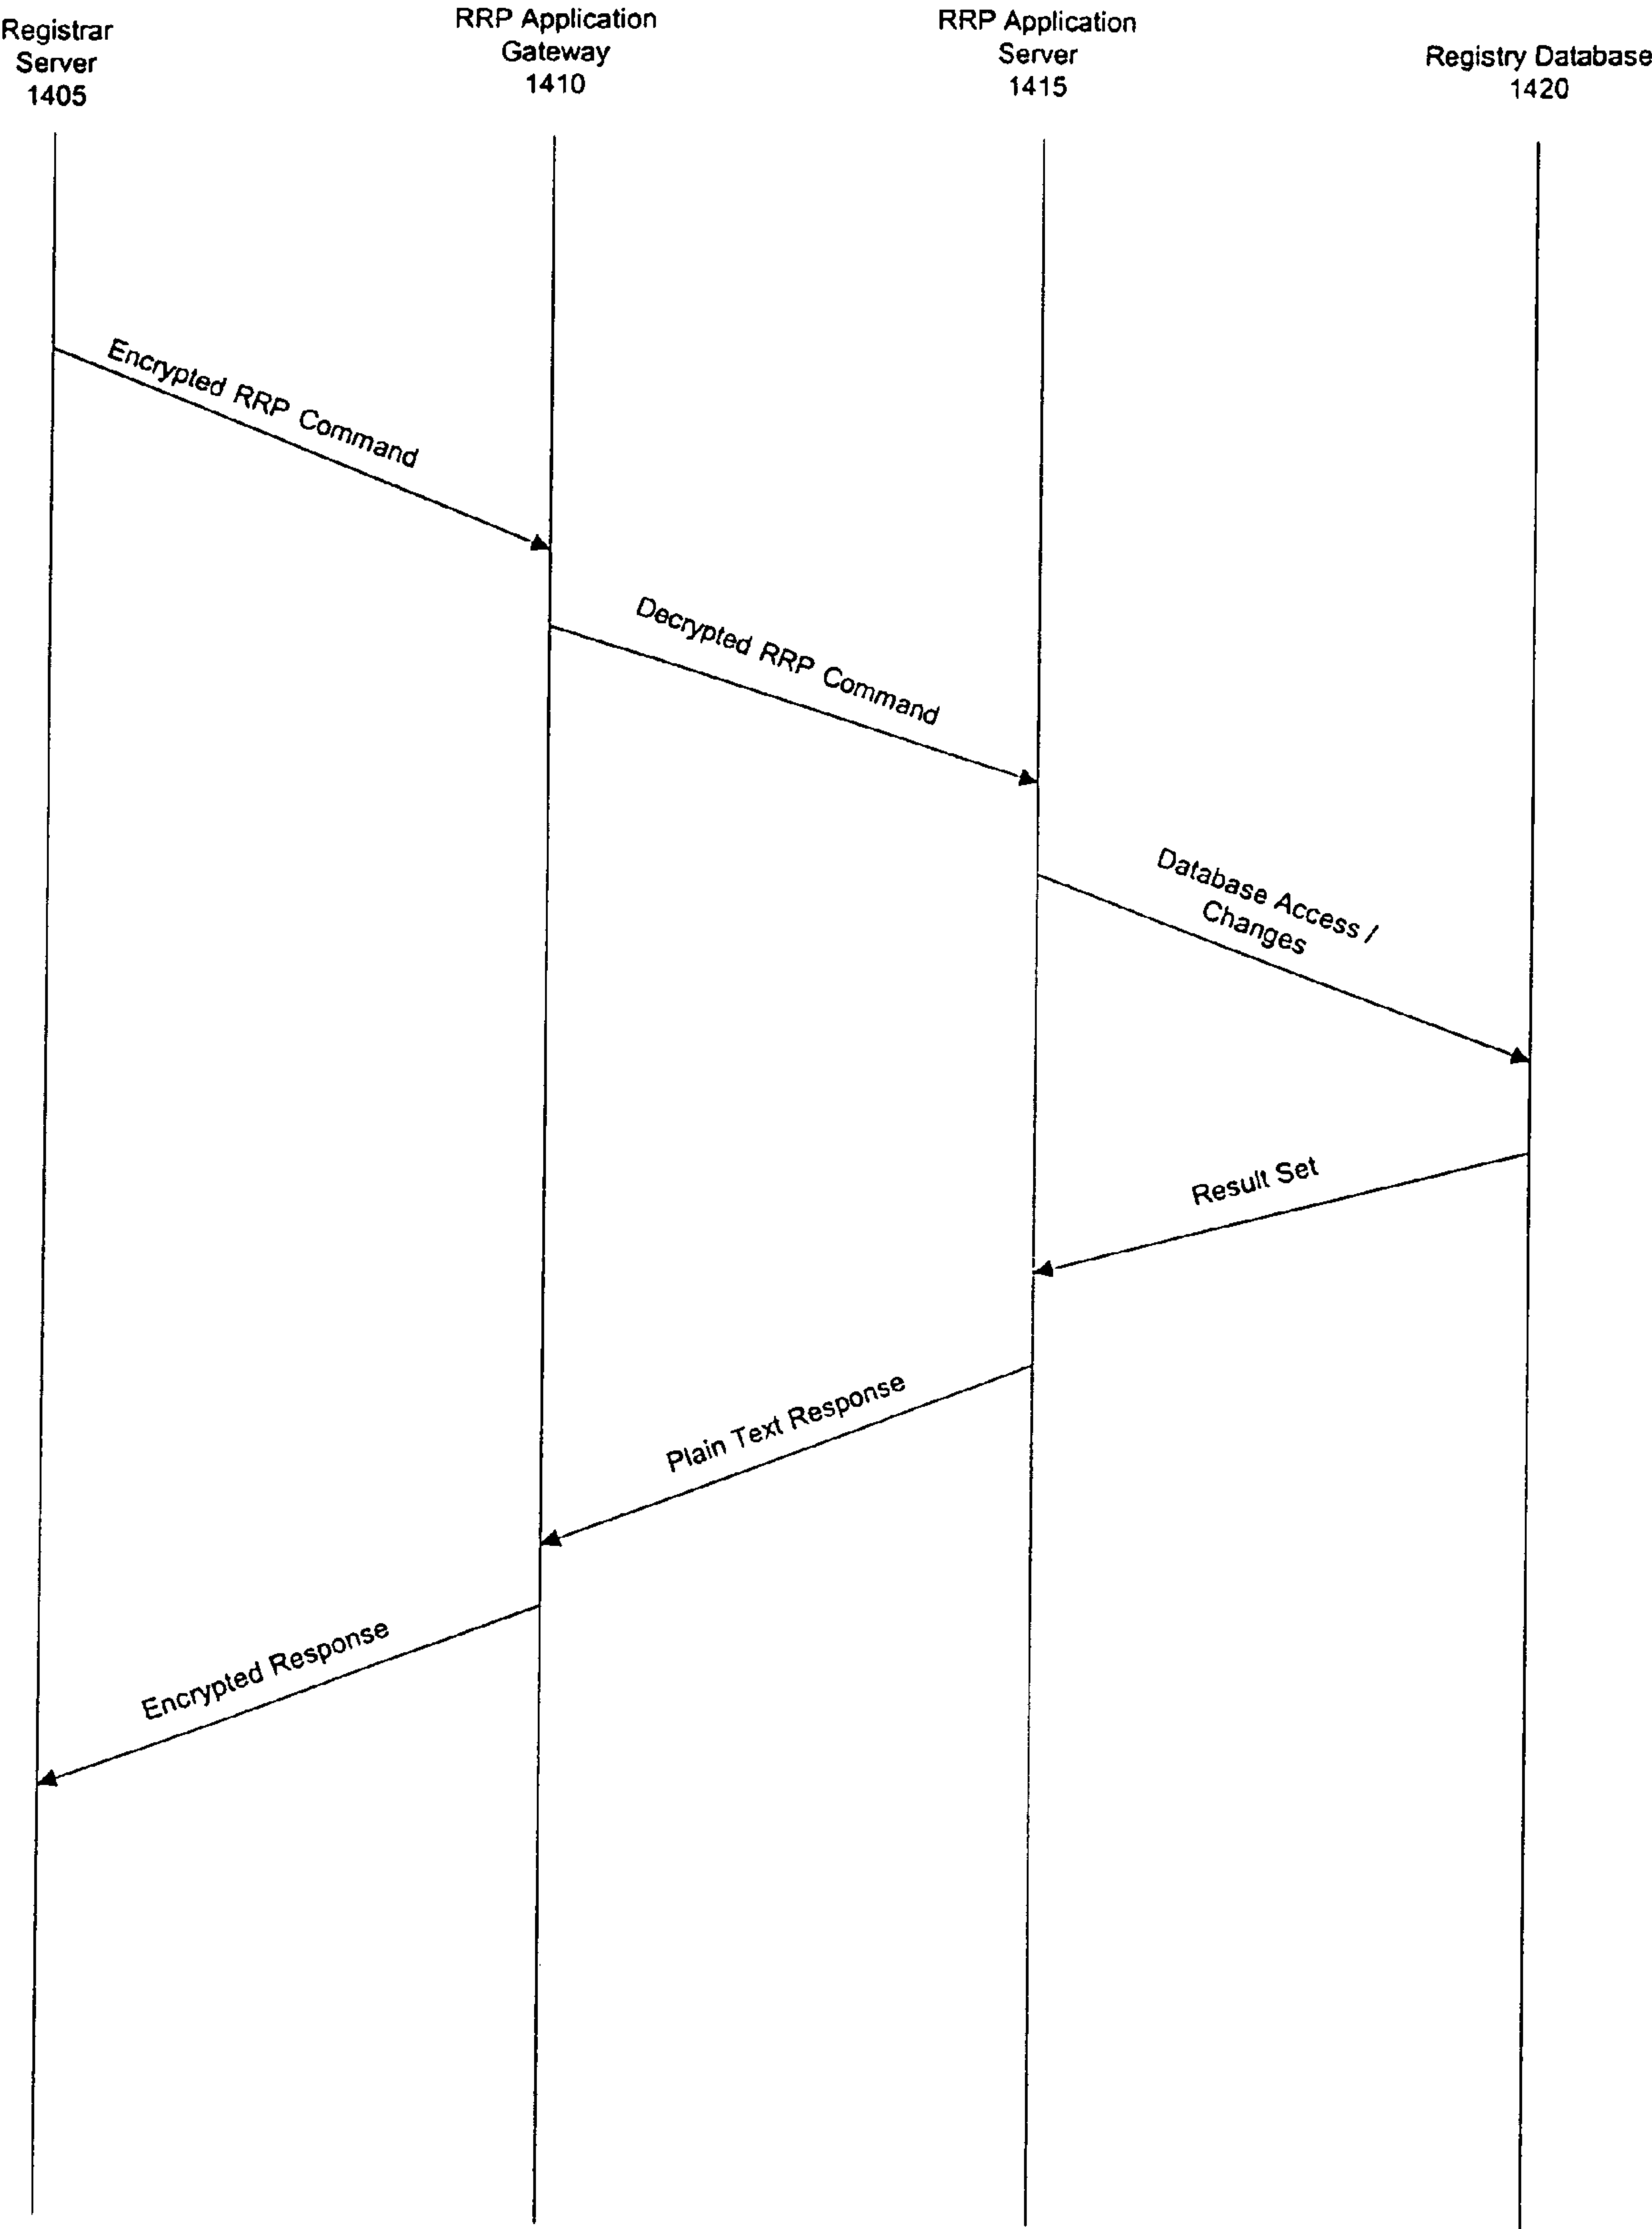 Registrar
Server
1405
RRP Application
Gateway
1410
RRP Application
Server
1415
Registry Database
1420
Encrypted RRP Command
Decrypted RRP Command
Database Access /
Changes
Result Set
Plain Text Response
Encrypted Response